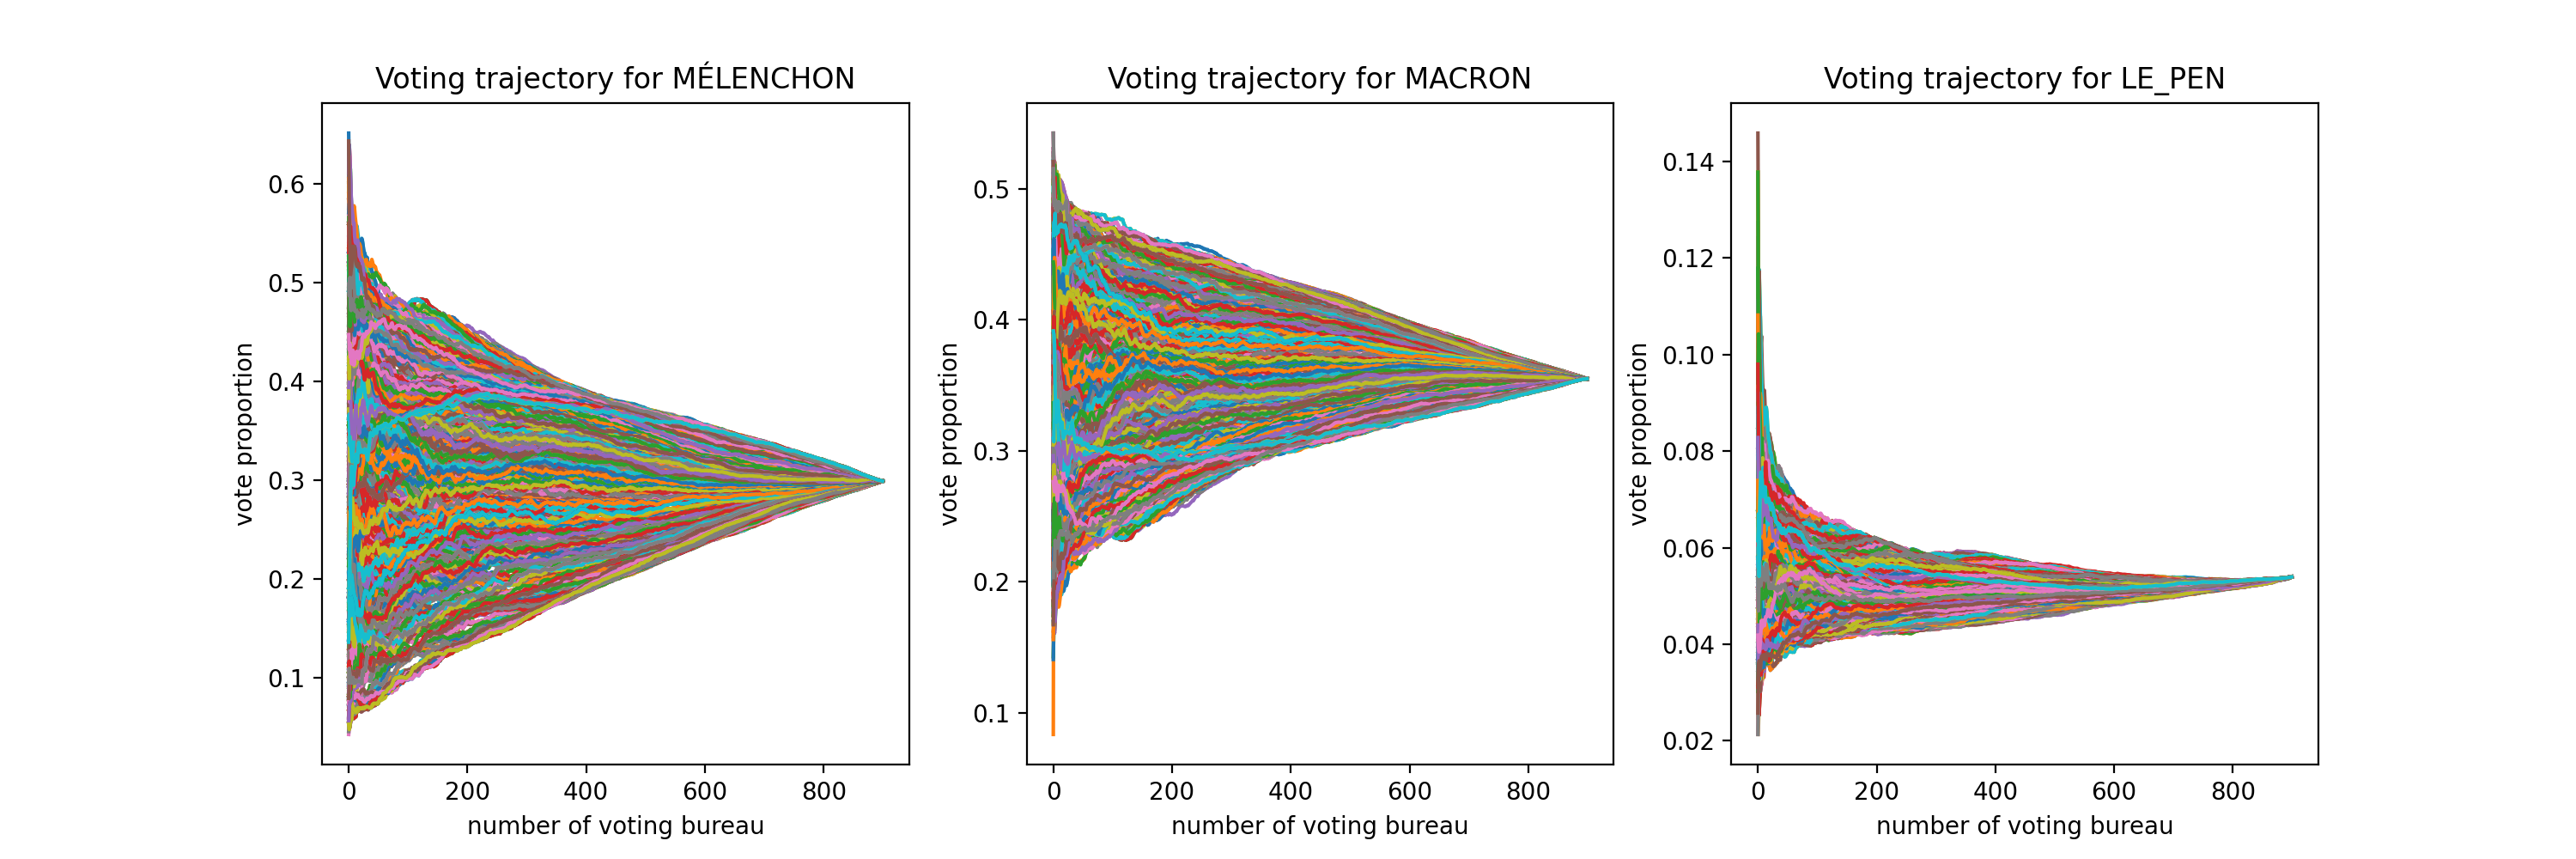 Voting trajectory for MÉLENCHON
0.6
0.5
0.4
0.3
0.2
0.1
vote proportion
0 200 400 600 800
number of voting bureau
Voting trajectory for MACRON
0.5
0.4
0.3
0.2
0.1
vote proportion
0 200 400 600 800
number of voting bureau
Voting trajectory for LE_PEN
0.14
0.12
0.10
0.08
0.06
0.04
0.02
vote proportion
0 200 400 600 800
number of voting bureau